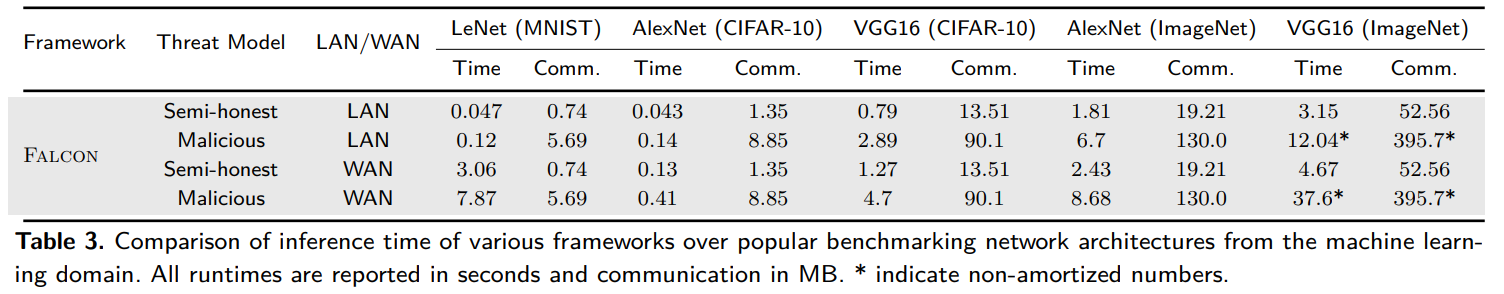 Framework Threat Model LAN/WAN LeNet (MNIST) AlexNet (CIFAR-10) VGG16 (CIFAR-10) AlexNet (ImageNet) VGG16 (ImageNet)
Time Comm. Time Comm. Time Comm. Time Comm. Time Comm.
FALCON
Semi-honest LAN 0.047 0.74 0.043 1.35 0.79 13.51 1.81 19.21 3.15 52.56
Malicious LAN 0.12 5.69 0.14 8.85 2.89 90.1 6.7 130.0 12.04* 395.7*
Semi-honest WAN 3.06 0.74 0.13 1.35 1.27 13.51 2.43 19.21 4.67 52.56
Malicious WAN 7.87 5.69 0.41 8.85 4.7 90.1 8.68 130.0 37.6* 395.7*
Table 3. Comparison of inference time of various frameworks over popular benchmarking network architectures from the machine learn-
ing domain. All runtimes are reported in seconds and communication in MB. * indicate non-amortized numbers.